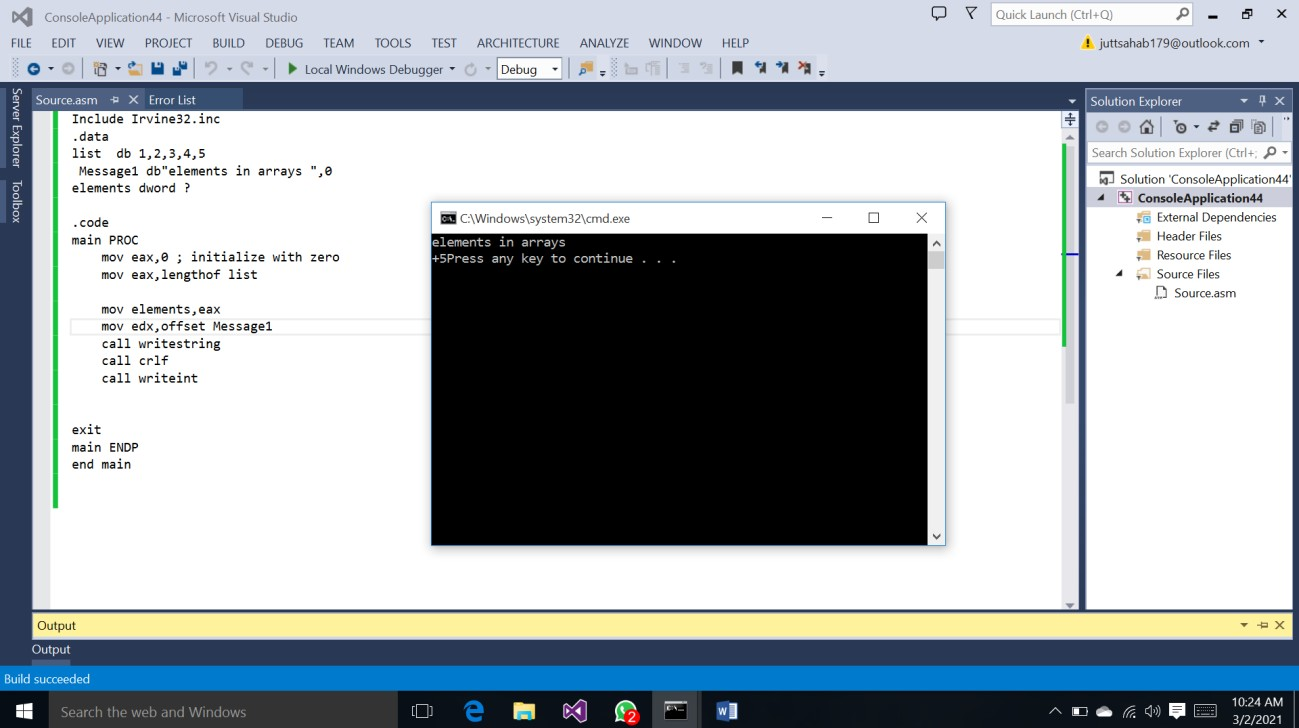 ConsoleApplication44 - Microsoft Visual Studio
Quick Launch (Ctrl+Q)
FILE EDIT VIEW PROJECT BUILD DEBUG TEAM TOOLS TEST ARCHITECTURE ANALYZE WINDOW HELP
juttsahab179@outlook.com
Local Windows Debugger
Debug
Server Explorer
Toolbox
Source.asm
Error List
Include Irvine32.inc
.data
list  db 1,2,3,4,5
 Message1 db"elements in arrays ",0
elements dword ?
.code
main PROC
    mov eax,0 ; initialize with zero
    mov eax,lengthof list
    mov elements,eax
    mov edx,offset Message1
    call writestring
    call crlf
    call writeint
exit
main ENDP
end main
C:\Windows\system32\cmd.exe
elements in arrays
+5Press any key to continue . . .
Solution Explorer
Search Solution Explorer (Ctrl+;
Solution 'ConsoleApplication44'
ConsoleApplication44
External Dependencies
Header Files
Resource Files
Source Files
Source.asm
Output
Output
Build succeeded
Search the web and Windows
2
10:24 AM
3/2/2021